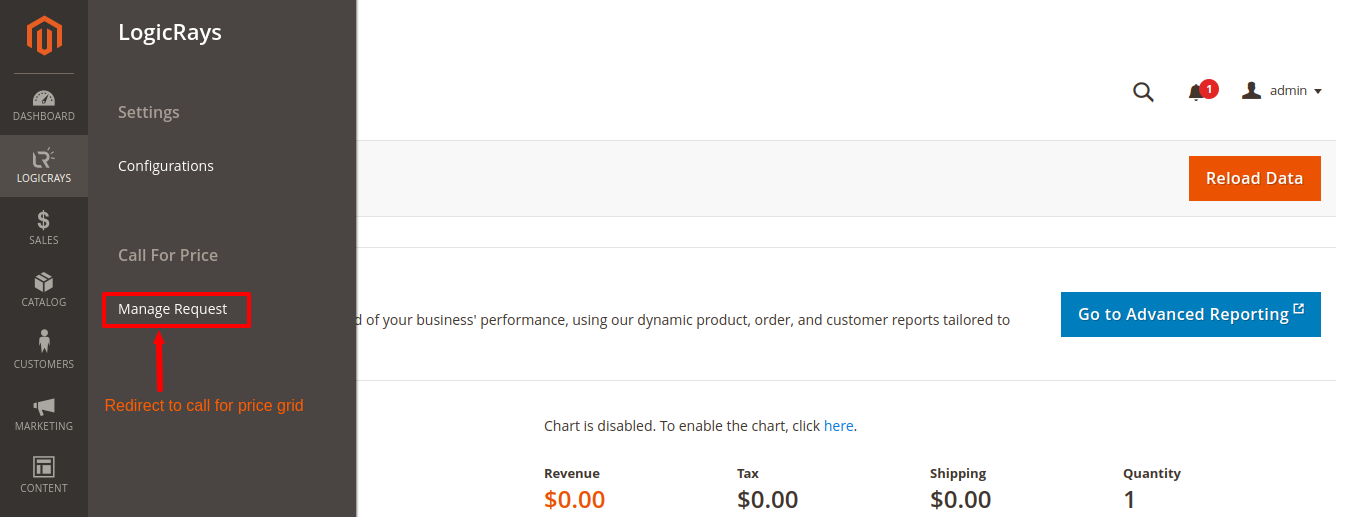 LogicRays
Settings
Configurations
Call For Price
Manage Request
Redirect to call for price grid
DASHBOARD
LOGICRAYS
SALES
CATALOG
CUSTOMERS
MARKETING
CONTENT
1
admin
Reload Data
d of your business' performance, using our dynamic product, order, and customer reports tailored to
Go to Advanced Reporting
Chart is disabled. To enable the chart, click here.
Revenue Tax Shipping Quantity
$0.00 $0.00 $0.00 1